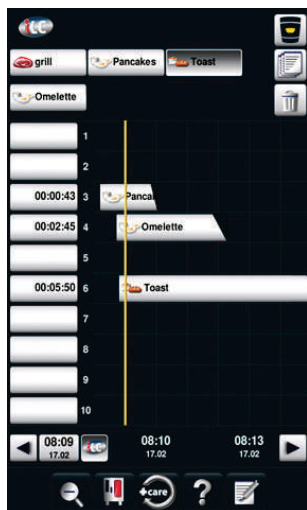 iLC
grill Pancakes Toast
Omelette
1
2
00:00:43 3 Panca
00:02:45 4 Omelette
5
00:05:50 6 Toast
7
8
9
10
08:09 08:10 08:13
17.02 17.02 17.02
+care ?